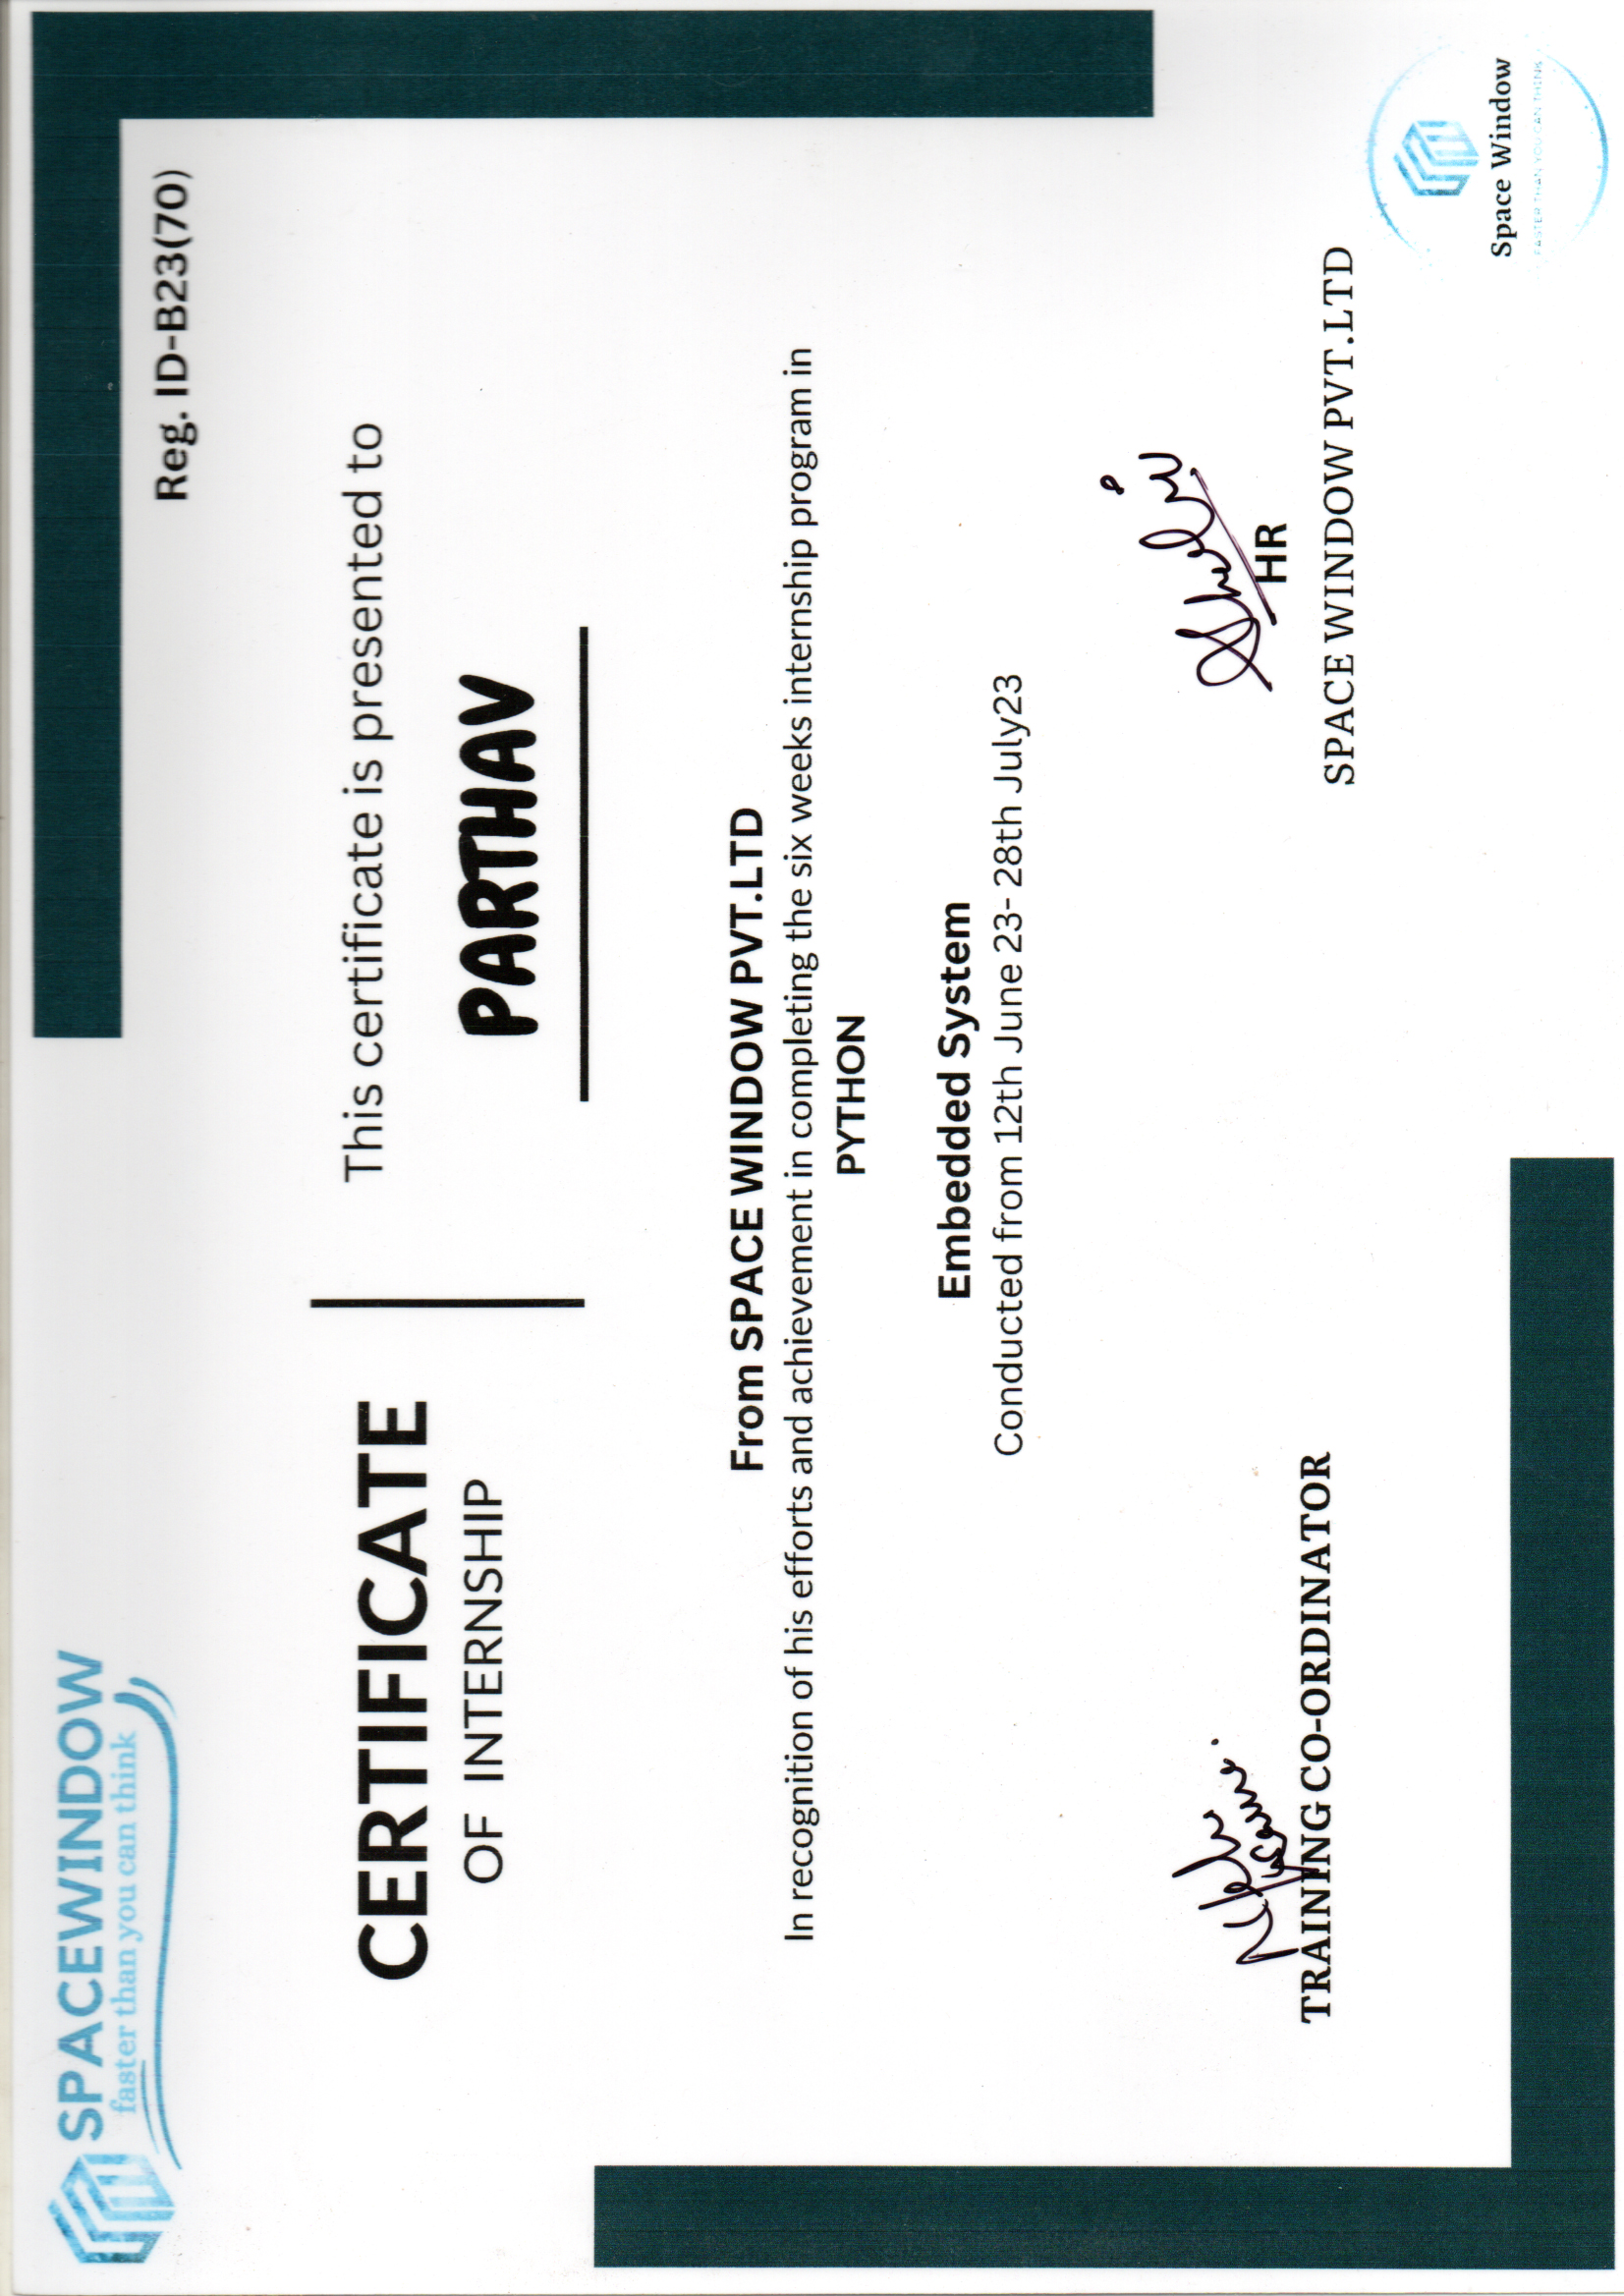 SPACEWINDOW
faster than you can think
Reg. ID-B23(70)
CERTIFICATE
OF INTERNSHIP
This certificate is presented to
PARTHAV
From SPACE WINDOW PVT.LTD
In recognition of his efforts and achievement in completing the six weeks internship program in
PYTHON
Embedded System
Conducted from 12th June 23- 28th July23
TRAINING CO-ORDINATOR
HR
SPACE WINDOW PVT.LTD
Space Window
FASTER THAN YOU CAN THINK